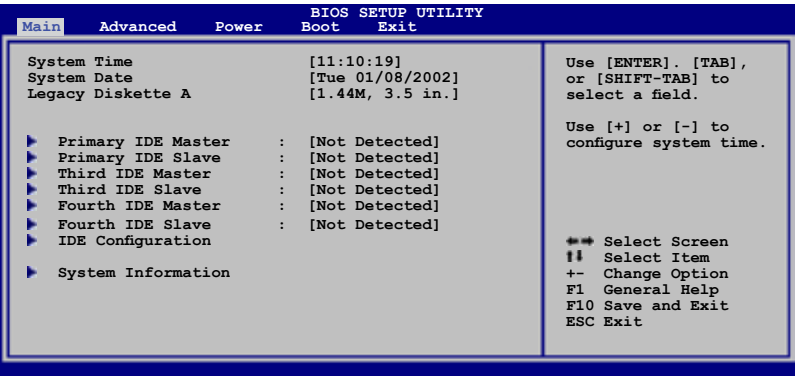 BIOS SETUP UTILITY
Main Advanced Power Boot Exit
System Time [11:10:19]
System Date [Tue 01/08/2002]
Legacy Diskette A [1.44M, 3.5 in.]
Primary IDE Master : [Not Detected]
Primary IDE Slave : [Not Detected]
Third IDE Master : [Not Detected]
Third IDE Slave : [Not Detected]
Fourth IDE Master : [Not Detected]
Fourth IDE Slave : [Not Detected]
IDE Configuration
System Information
Use [ENTER]. [TAB],
or [SHIFT-TAB] to
select a field.
Use [+] or [-] to
configure system time.
←→ Select Screen
↑↓ Select Item
+- Change Option
F1 General Help
F10 Save and Exit
ESC Exit